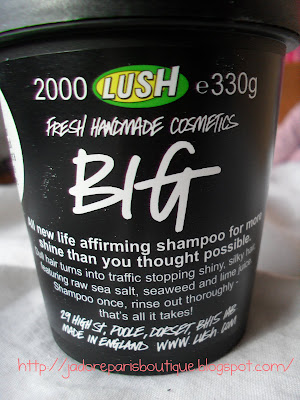 2000 LUSH e330g
FRESH HANDMADE COSMETICS
BIG
All new life affirming shampoo for more
shine than you thought possible.
Dull hair turns into traffic stopping shiny, silky hair
featuring raw sea salt, seaweed and lime juice.
Shampoo once, rinse out thoroughly -
that's all it takes!
29 HIGH ST. POOLE, DORSET, BH15 1AB
MADE IN ENGLAND WWW. LUSH. COM
http://jadoreparisboutique.blogspot.com/